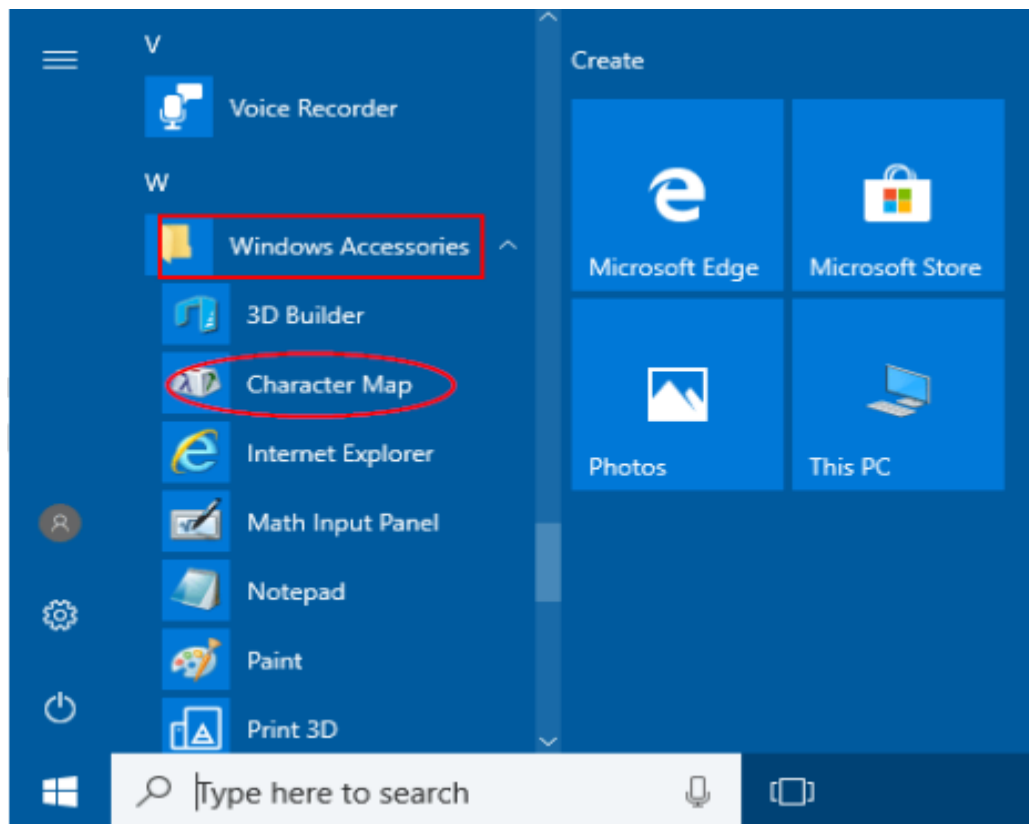 V
Voice Recorder
W
Windows Accessories
3D Builder
Character Map
Internet Explorer
Math Input Panel
Notepad
Paint
Print 3D
Create
Microsoft Edge
Microsoft Store
Photos
This PC
Type here to search